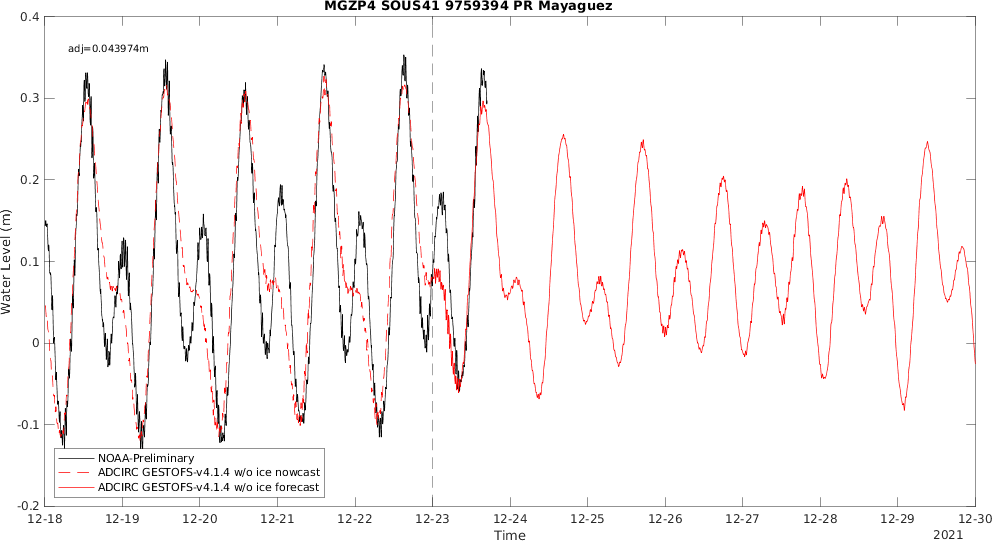 MGZP4 SOUS41 9759394 PR Mayaguez
adj=0.043974m
0.4
0.3
0.2
0.1
0
-0.1
-0.2
Water Level (m)
NOAA-Preliminary
ADCIRC GESTOFS-v4.1.4 w/o ice nowcast
ADCIRC GESTOFS-v4.1.4 w/o ice forecast
12-18 12-19 12-20 12-21 12-22 12-23 12-24 12-25 12-26 12-27 12-28 12-29 12-30
Time
2021